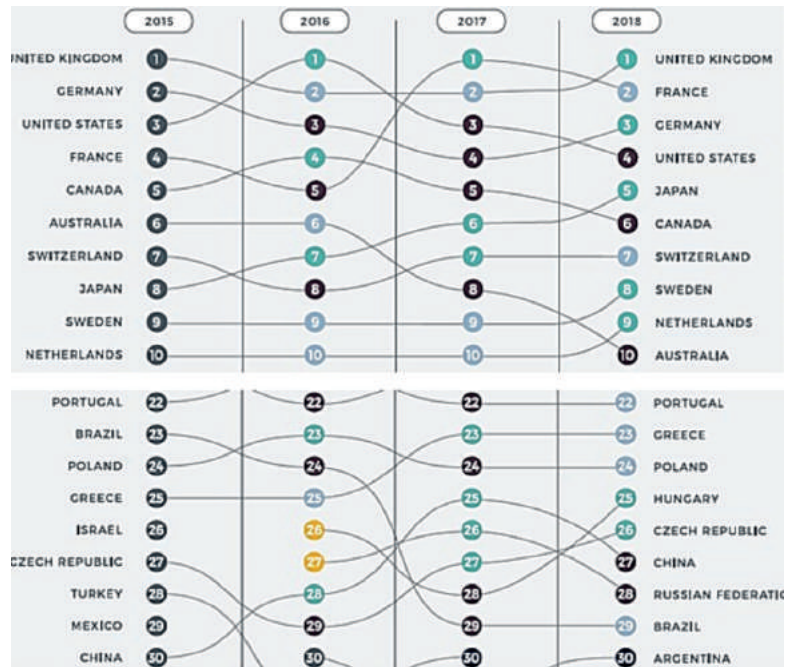 2015 2016 2017 2018
UNITED KINGDOM 1 1 1 1 UNITED KINGDOM
GERMANY 2 2 2 2 FRANCE
UNITED STATES 3 3 3 3 GERMANY
FRANCE 4 4 4 4 UNITED STATES
CANADA 5 5 5 5 JAPAN
AUSTRALIA 6 6 6 6 CANADA
SWITZERLAND 7 7 7 7 SWITZERLAND
JAPAN 8 8 8 8 SWEDEN
SWEDEN 9 9 9 9 NETHERLANDS
NETHERLANDS 10 10 10 10 AUSTRALIA
PORTUGAL 22 22 22 22 PORTUGAL
BRAZIL 23 23 23 23 GREECE
POLAND 24 24 24 24 POLAND
GREECE 25 25 25 25 HUNGARY
ISRAEL 26 26 26 26 CZECH REPUBLIC
CZECH REPUBLIC 27 27 27 27 CHINA
TURKEY 28 28 28 28 RUSSIAN FEDERATIO
MEXICO 29 29 29 29 BRAZIL
CHINA 30 30 30 30 ARGENTINA